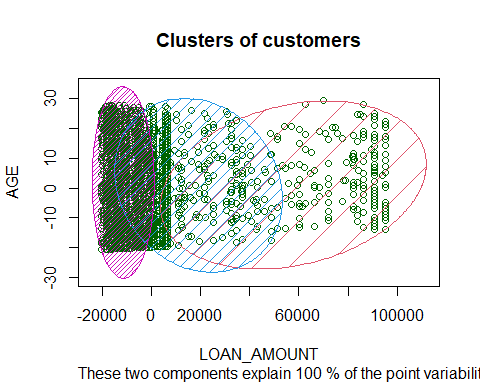 Clusters of customers
AGE
30
10
0
-10
-30
-20000 0 20000 60000 100000
LOAN_AMOUNT
These two components explain 100 % of the point variabilit